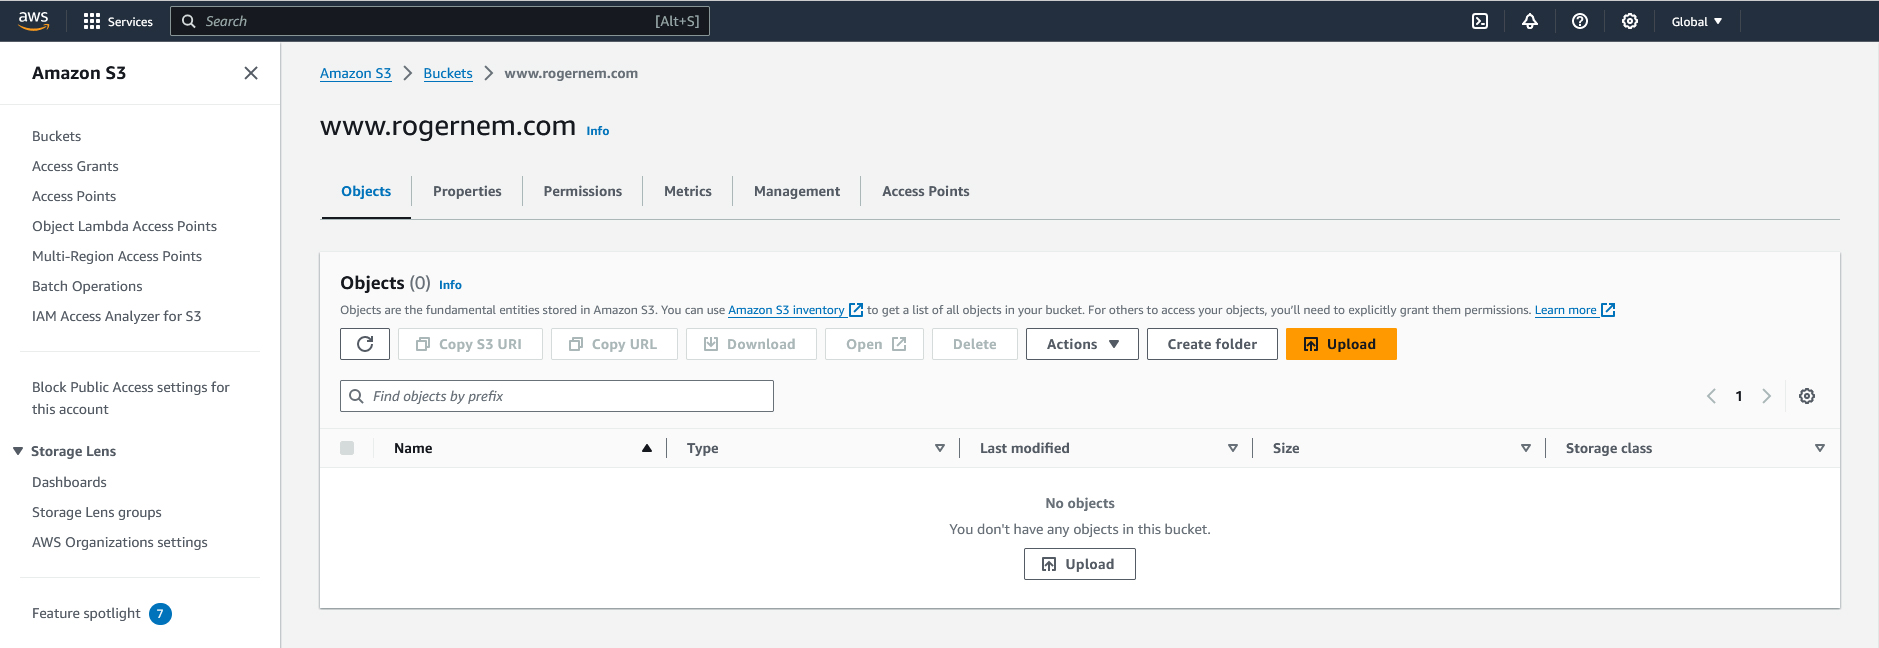 aws
Services
Search
[Alt+S]
Global
Amazon S3
Buckets
Access Grants
Access Points
Object Lambda Access Points
Multi-Region Access Points
Batch Operations
IAM Access Analyzer for S3
Block Public Access settings for
this account
Storage Lens
Dashboards
Storage Lens groups
AWS Organizations settings
Feature spotlight 7
Amazon S3 > Buckets > www.rogernem.com
www.rogernem.com Info
Objects Properties Permissions Metrics Management Access Points
Objects (0) Info
Objects are the fundamental entities stored in Amazon S3. You can use Amazon S3 inventory to get a list of all objects in your bucket. For others to access your objects, you'll need to explicitly grant them permissions. Learn more
Copy S3 URI Copy URL Download Open Delete Actions Create folder Upload
Find objects by prefix
1
Name Type Last modified Size Storage class
No objects
You don't have any objects in this bucket.
Upload